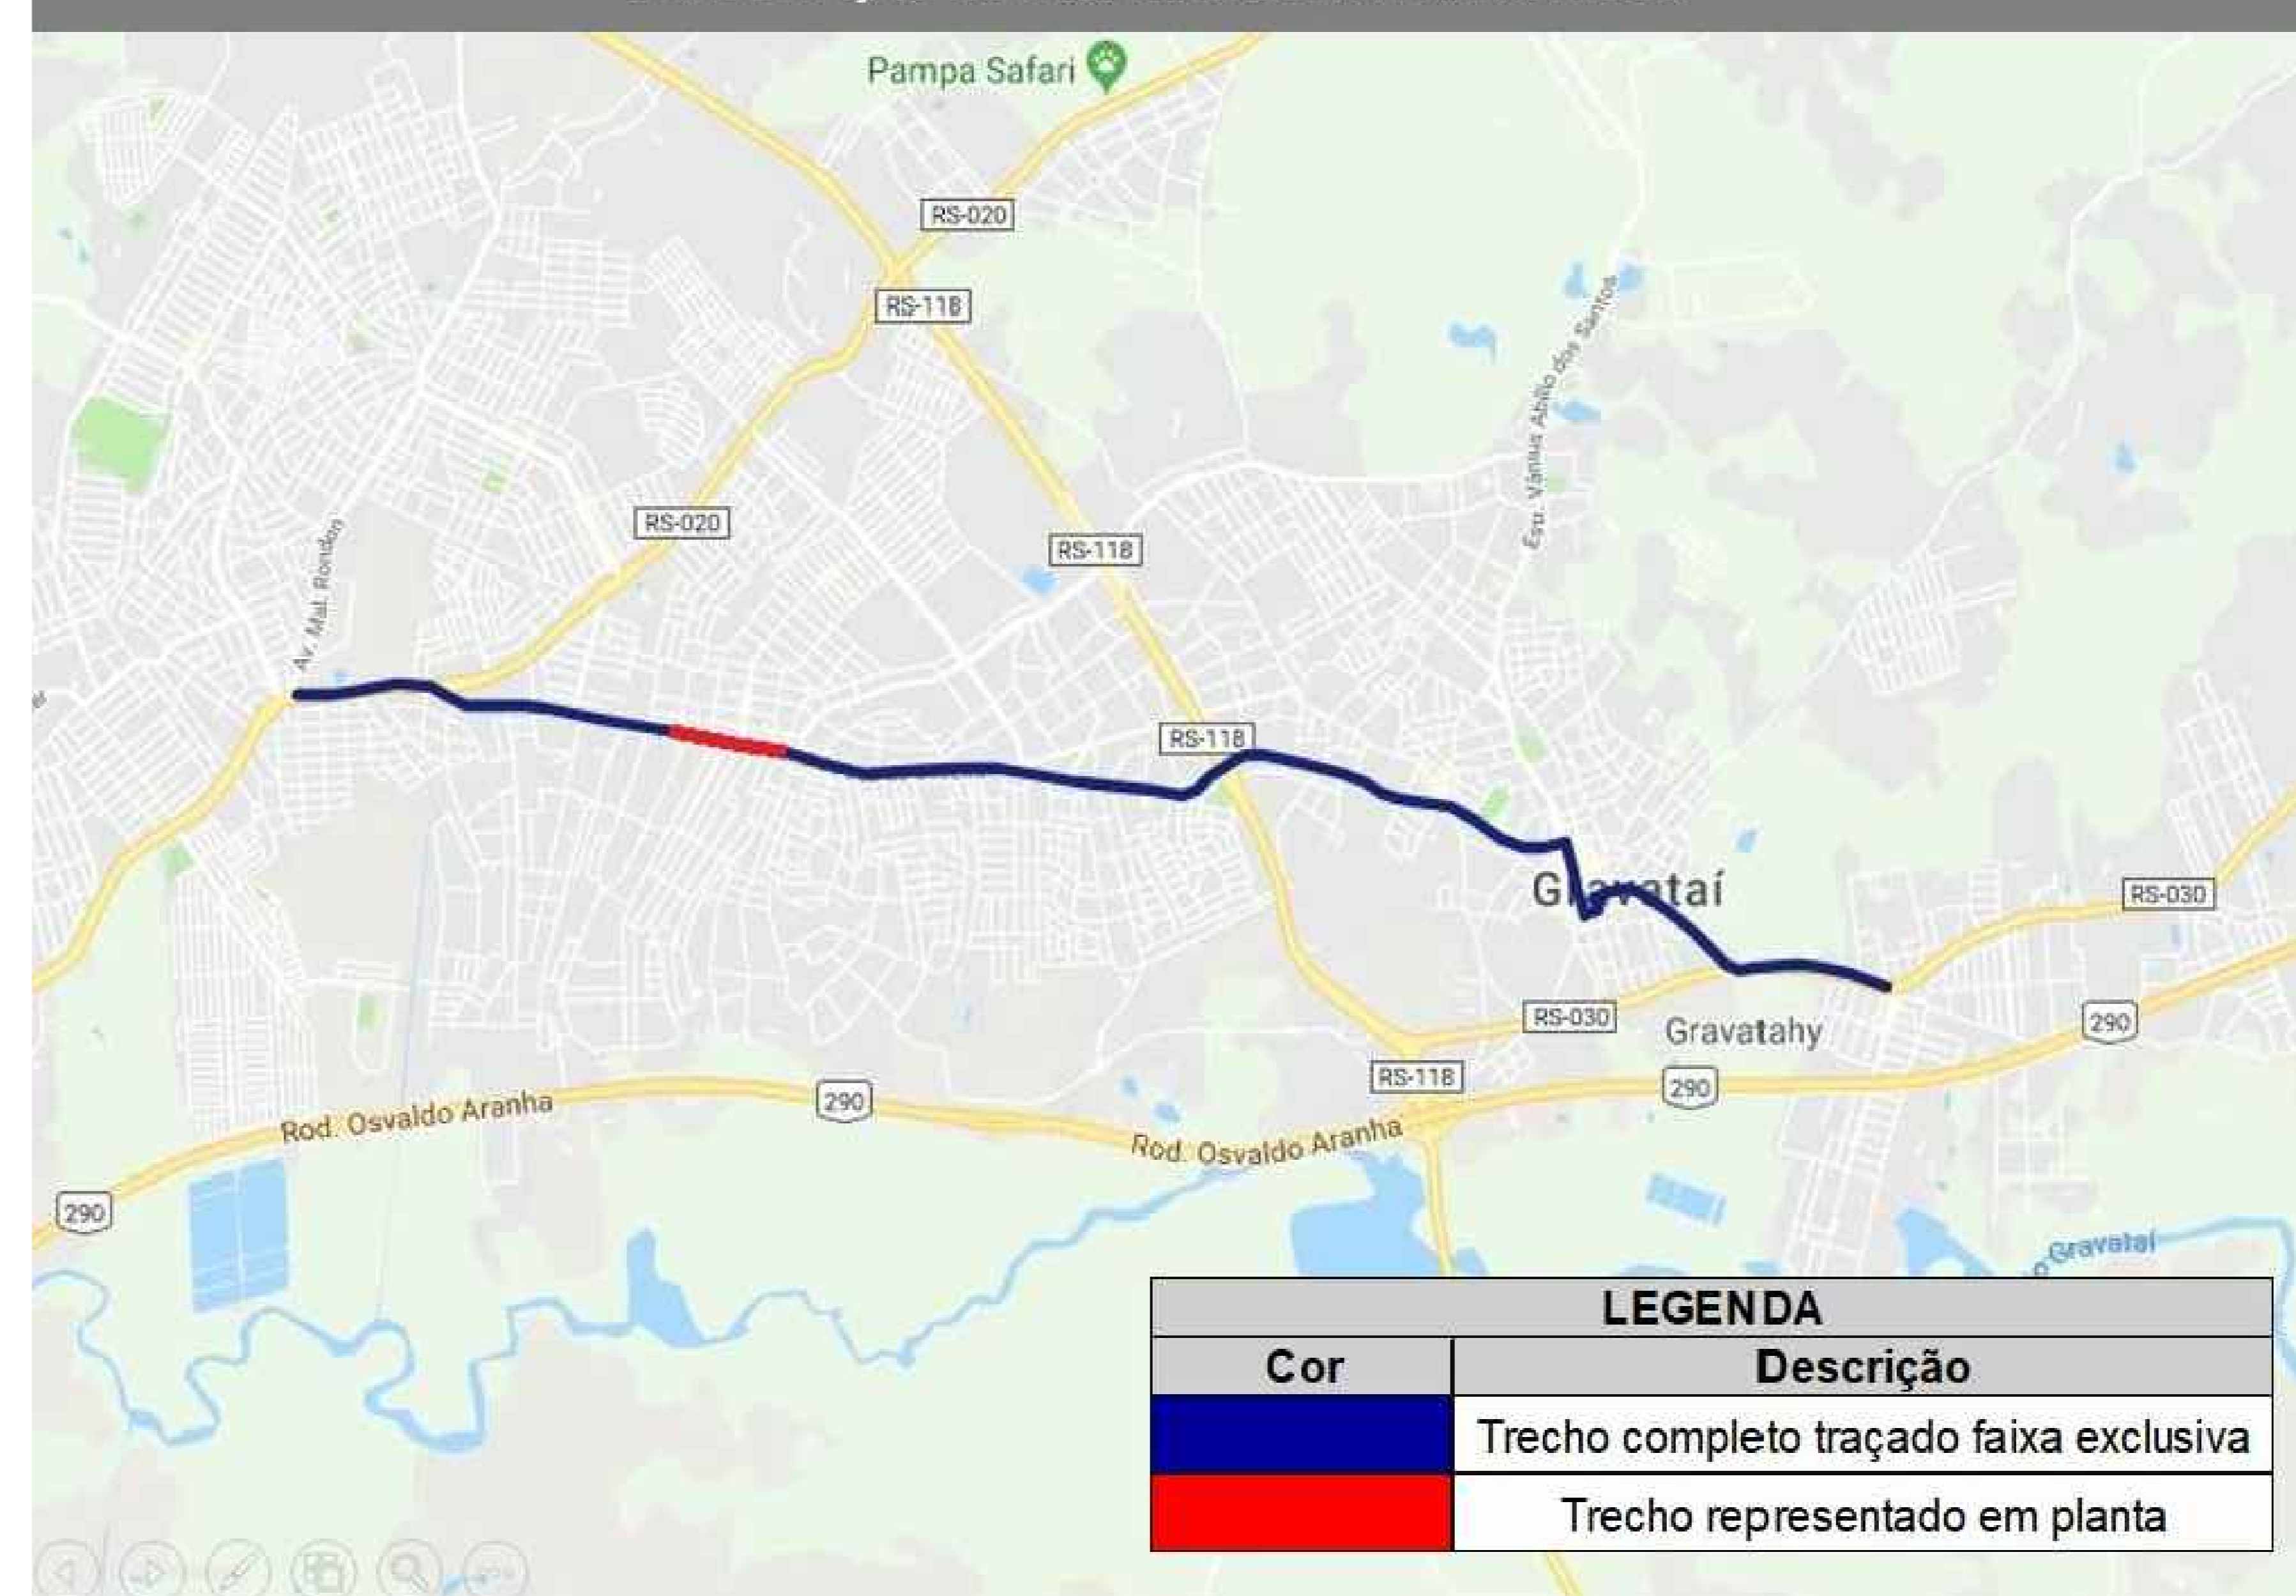 Pampa Safari
RS-020
RS-118
Esu. Vânius Abílio dos Santos
RS-020
RS-118
Av. Mal. Rondon
RS-118
Gravataí
RS-030
RS-030
Gravatahy
290
RS-118
290
290
Rod. Osvaldo Aranha
Rod. Osvaldo Aranha
290
o Gravataí
LEGENDA
Cor
Descrição
Trecho completo traçado faixa exclusiva
Trecho representado em planta